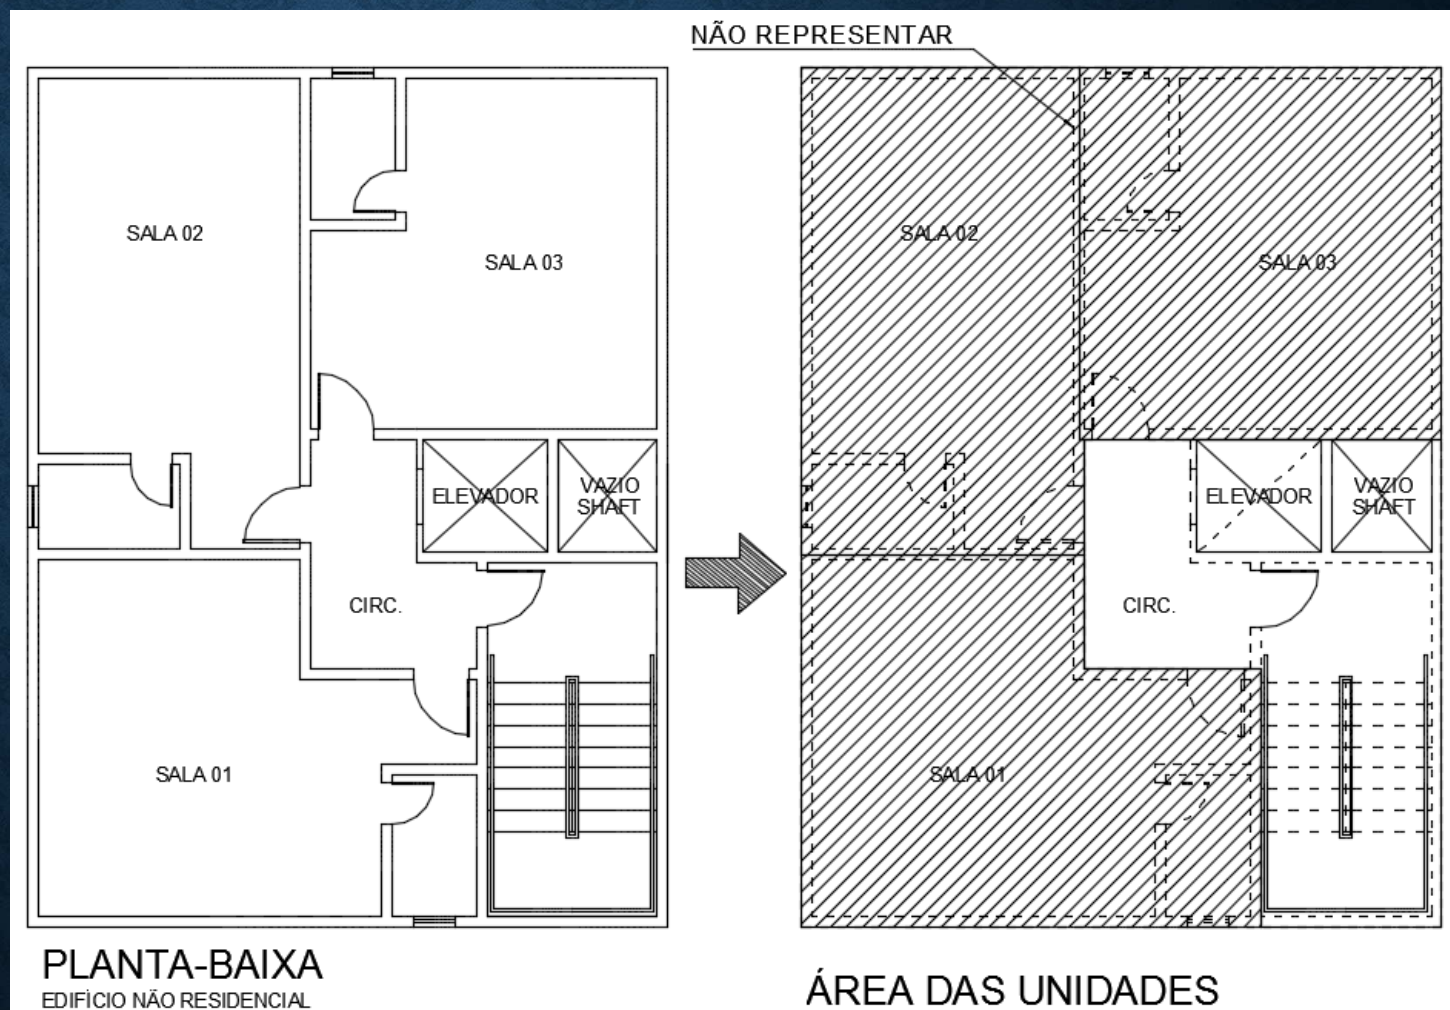 NÃO REPRESENTAR
SALA 02
SALA 03
ELEVADOR
VAZIO
SHAFT
CIRC.
SALA 01
PLANTA-BAIXA
EDIFÍCIO NÃO RESIDENCIAL
SALA 02
SALA 03
ELEVADOR
VAZIO
SHAFT
CIRC.
SALA 01
ÁREA DAS UNIDADES